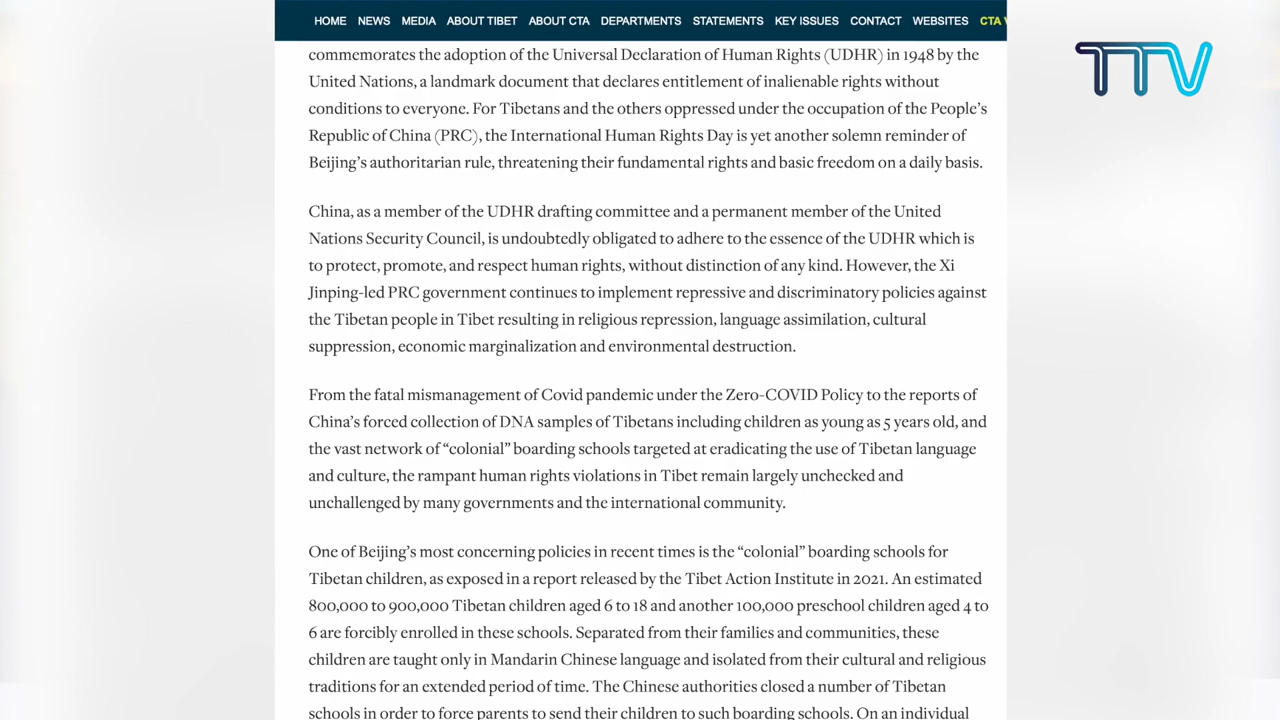 HOME NEWS MEDIA ABOUT TIBET ABOUT CTA DEPARTMENTS STATEMENTS KEY ISSUES CONTACT WEBSITES CTA V
TTV
commemorates the adoption of the Universal Declaration of Human Rights (UDHR) in 1948 by the
United Nations, a landmark document that declares entitlement of inalienable rights without
conditions to everyone. For Tibetans and the others oppressed under the occupation of the People’s
Republic of China (PRC), the International Human Rights Day is yet another solemn reminder of
Beijing’s authoritarian rule, threatening their fundamental rights and basic freedom on a daily basis.
China, as a member of the UDHR drafting committee and a permanent member of the United
Nations Security Council, is undoubtedly obligated to adhere to the essence of the UDHR which is
to protect, promote, and respect human rights, without distinction of any kind. However, the Xi
Jinping-led PRC government continues to implement repressive and discriminatory policies against
the Tibetan people in Tibet resulting in religious repression, language assimilation, cultural
suppression, economic marginalization and environmental destruction.
From the fatal mismanagement of Covid pandemic under the Zero-COVID Policy to the reports of
China’s forced collection of DNA samples of Tibetans including children as young as 5 years old, and
the vast network of “colonial” boarding schools targeted at eradicating the use of Tibetan language
and culture, the rampant human rights violations in Tibet remain largely unchecked and
unchallenged by many governments and the international community.
One of Beijing’s most concerning policies in recent times is the “colonial” boarding schools for
Tibetan children, as exposed in a report released by the Tibet Action Institute in 2021. An estimated
800,000 to 900,000 Tibetan children aged 6 to 18 and another 100,000 preschool children aged 4 to
6 are forcibly enrolled in these schools. Separated from their families and communities, these
children are taught only in Mandarin Chinese language and isolated from their cultural and religious
traditions for an extended period of time. The Chinese authorities closed a number of Tibetan
schools in order to force parents to send their children to such boarding schools. On an individual